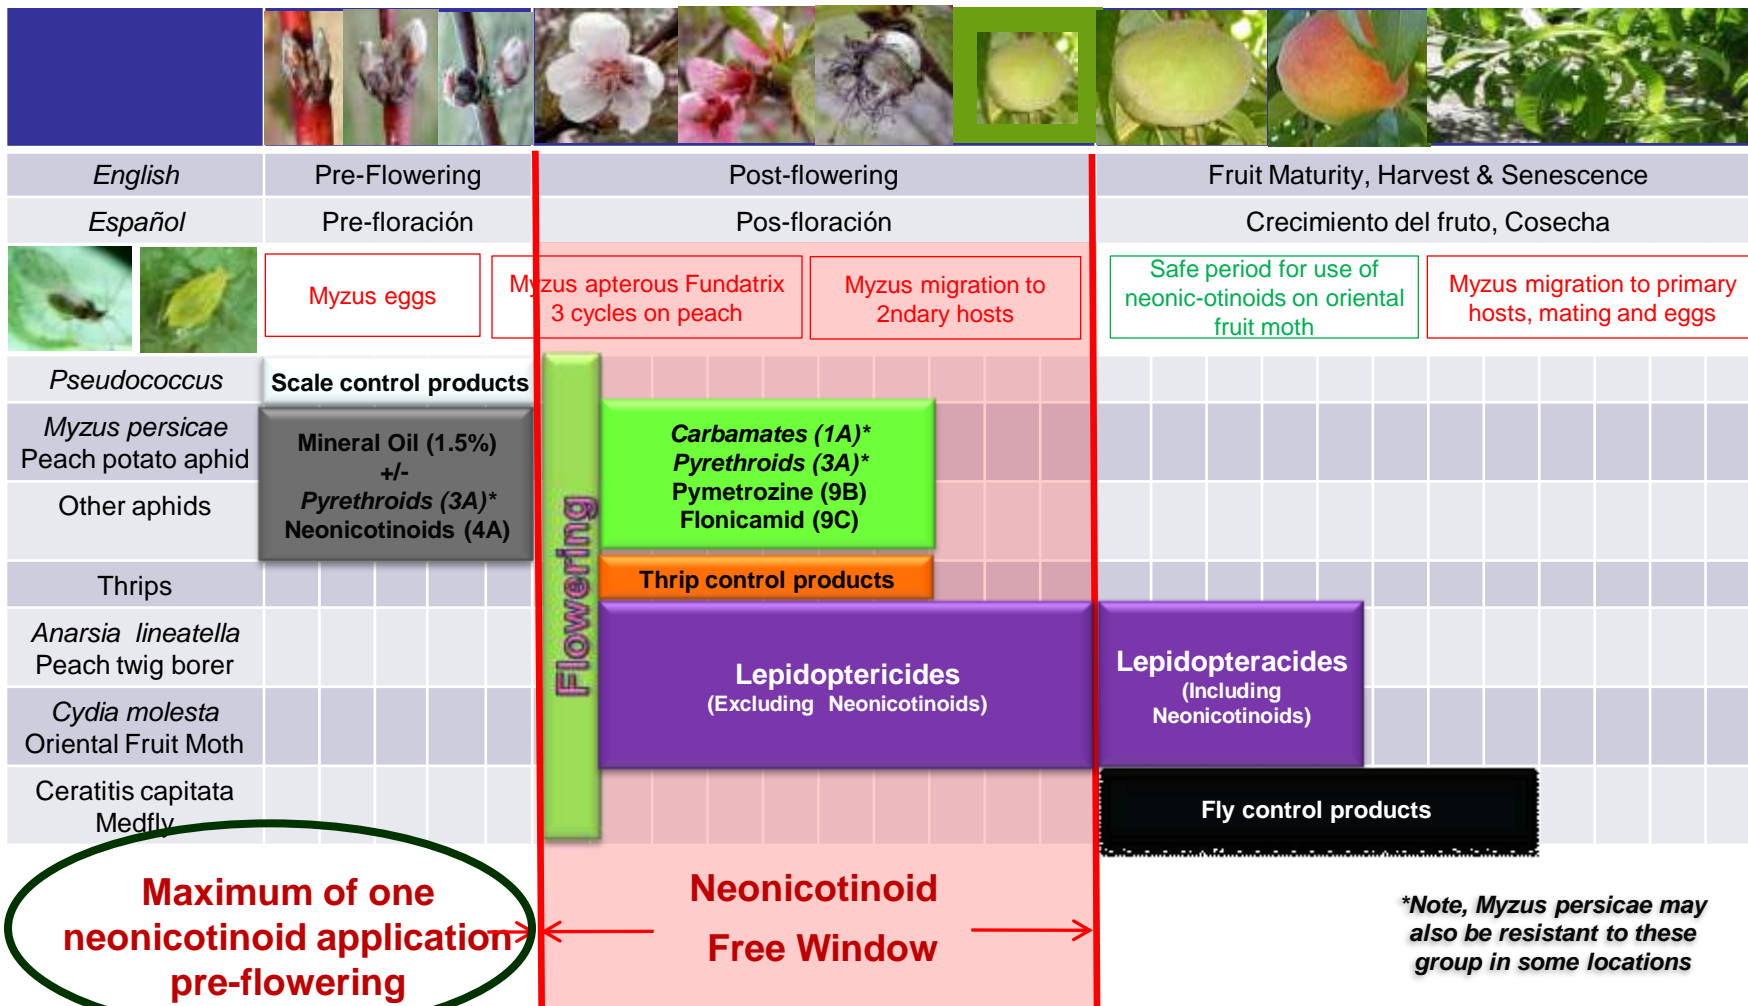 English
Pre-Flowering
Post-flowering
Fruit Maturity, Harvest & Senescence
Español
Pre-floración
Pos-floración
Crecimiento del fruto, Cosecha
Myzus eggs
Myzus apterous Fundatrix
3 cycles on peach
Myzus migration to
2ndary hosts
Safe period for use of
neonic-otinoids on oriental
fruit moth
Myzus migration to primary
hosts, mating and eggs
Pseudococcus
Scale control products
Myzus persicae
Peach potato aphid
Other aphids
Mineral Oil (1.5%)
+/-
Pyrethroids (3A)*
Neonicotinoids (4A)
Flowering
Carbamates (1A)*
Pyrethroids (3A)*
Pymetrozine (9B)
Flonicamid (9C)
Thrips
Thrip control products
Anarsia lineatella
Peach twig borer
Cydia molesta
Oriental Fruit Moth
Lepidoptericides
(Excluding Neonicotinoids)
Lepidopteracides
(Including
Neonicotinoids)
Ceratitis capitata
Medfly
Fly control products
Maximum of one
neonicotinoid application
pre-flowering
Neonicotinoid
Free Window
*Note, Myzus persicae may
also be resistant to these
group in some locations